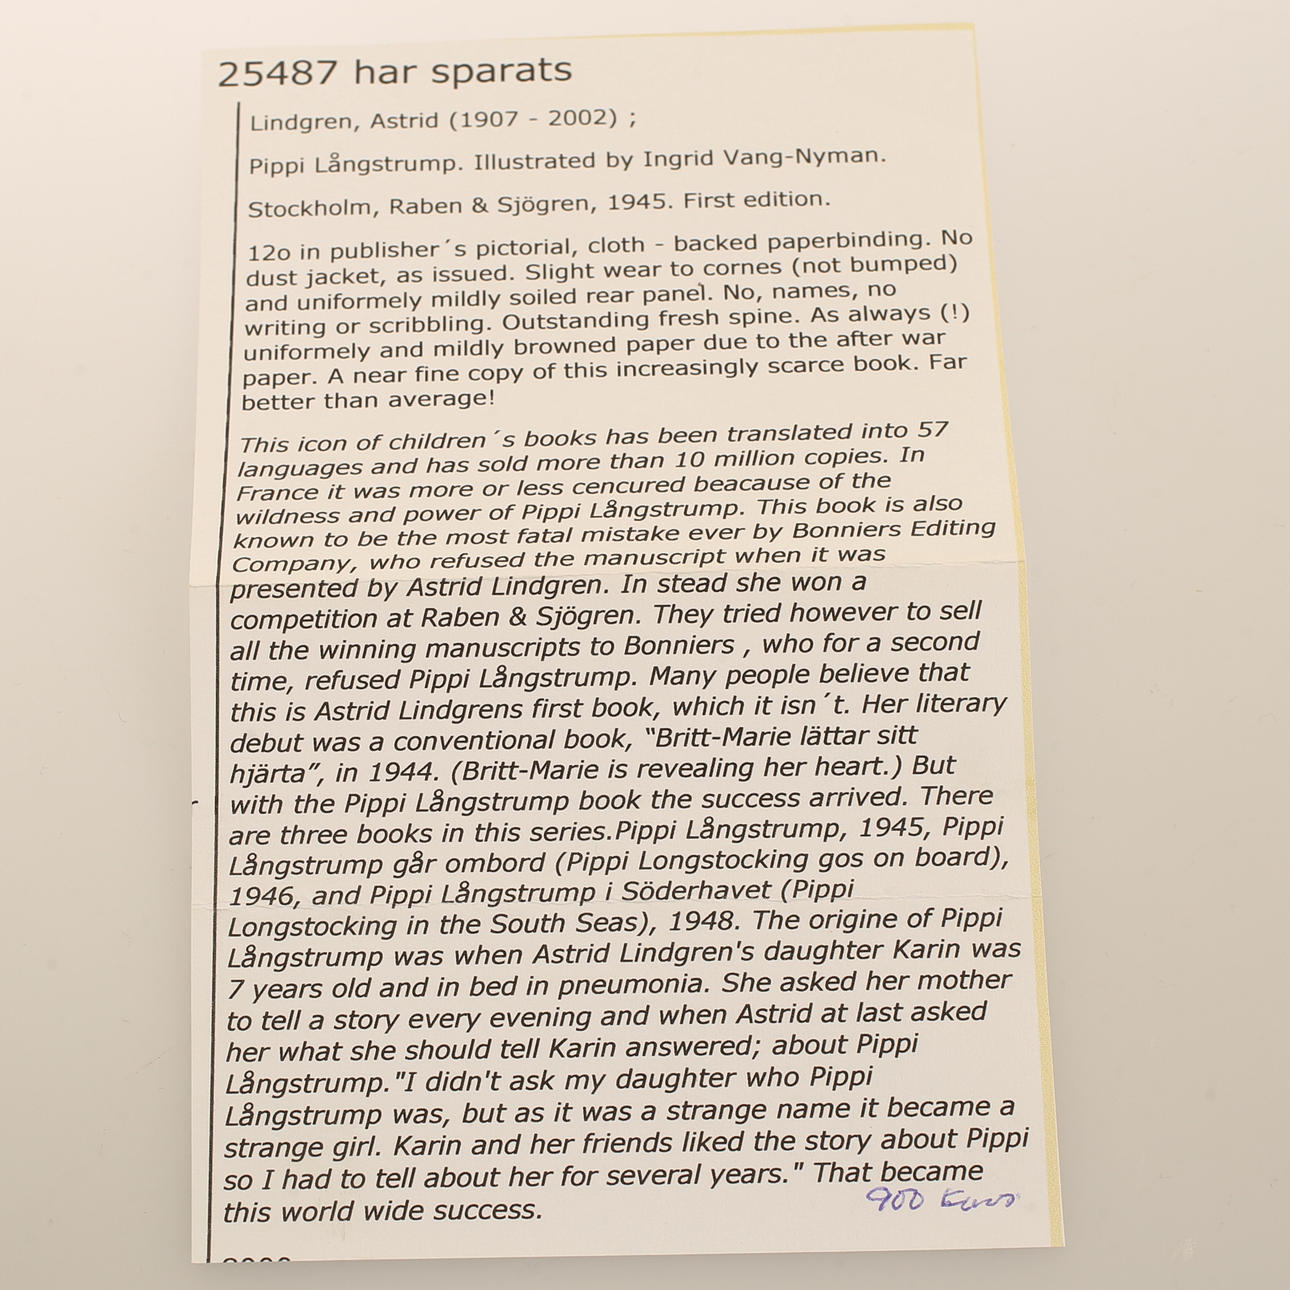 25487 har sparats
Lindgren, Astrid (1907 - 2002) ;
Pippi Långstrump. Illustrated by Ingrid Vang-Nyman.
Stockholm, Raben & Sjögren, 1945. First edition.
12o in publisher´s pictorial, cloth - backed paperbinding. No
dust jacket, as issued. Slight wear to cornes (not bumped)
and uniformely mildly soiled rear panel. No, names, no
writing or scribbling. Outstanding fresh spine. As always (!)
uniformely and mildly browned paper due to the after war
paper. A near fine copy of this increasingly scarce book. Far
better than average!
This icon of children´s books has been translated into 57
languages and has sold more than 10 million copies. In
France it was more or less cencured beacause of the
wildness and power of Pippi Långstrump. This book is also
known to be the most fatal mistake ever by Bonniers Editing
Company, who refused the manuscript when it was
presented by Astrid Lindgren. In stead she won a
competition at Raben & Sjögren. They tried however to sell
all the winning manuscripts to Bonniers , who for a second
time, refused Pippi Långstrump. Many people believe that
this is Astrid Lindgrens first book, which it isn´t. Her literary
debut was a conventional book, “Britt-Marie lättar sitt
hjärta”, in 1944. (Britt-Marie is revealing her heart.) But
with the Pippi Långstrump book the success arrived. There
are three books in this series.Pippi Långstrump, 1945, Pippi
Långstrump går ombord (Pippi Longstocking gos on board),
1946, and Pippi Långstrump i Söderhavet (Pippi
Longstocking in the South Seas), 1948. The origine of Pippi
Långstrump was when Astrid Lindgren's daughter Karin was
7 years old and in bed in pneumonia. She asked her mother
to tell a story every evening and when Astrid at last asked
her what she should tell Karin answered; about Pippi
Långstrump."I didn't ask my daughter who Pippi
Långstrump was, but as it was a strange name it became a
strange girl. Karin and her friends liked the story about Pippi
so I had to tell about her for several years." That became
this world wide success.
900 Euros